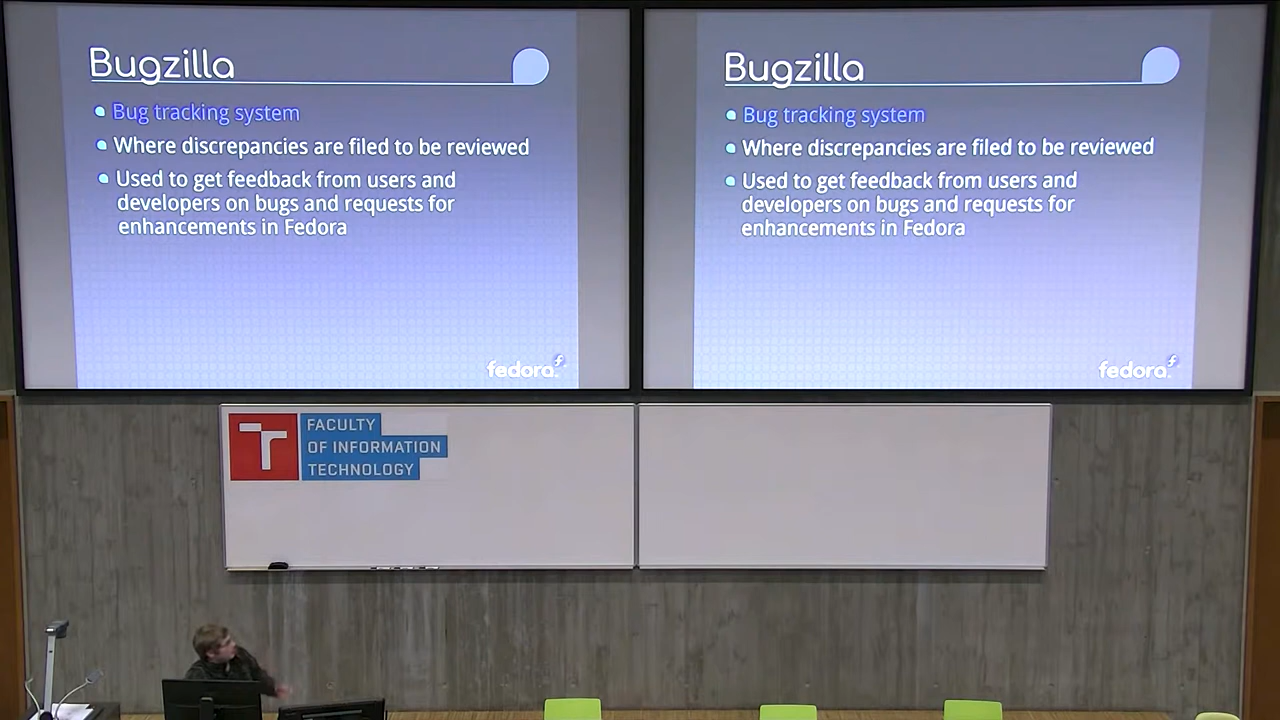 Bugzilla
Bug tracking system
Where discrepancies are filed to be reviewed
Used to get feedback from users and
developers on bugs and requests for
enhancements in Fedora
fedora
Bugzilla
Bug tracking system
Where discrepancies are filed to be reviewed
Used to get feedback from users and
developers on bugs and requests for
enhancements in Fedora
fedora
FACULTY
OF INFORMATION
TECHNOLOGY